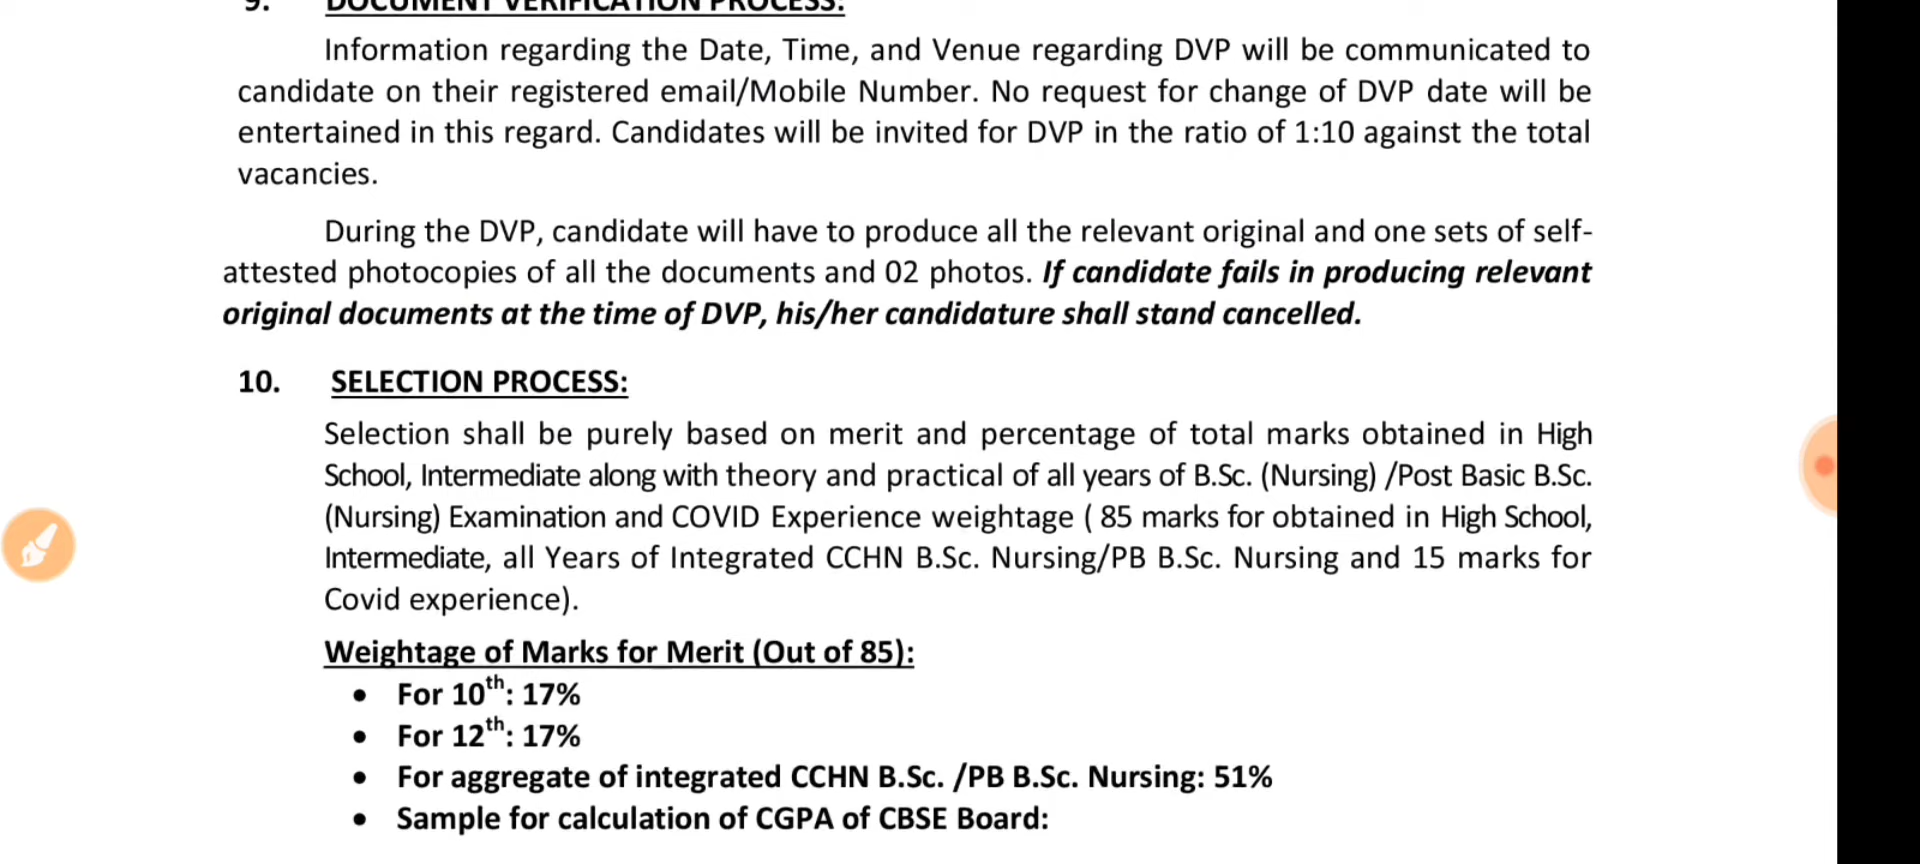 9. DOCUMENT VERIFICATION PROCESS:
Information regarding the Date, Time, and Venue regarding DVP will be communicated to
candidate on their registered email/Mobile Number. No request for change of DVP date will be
entertained in this regard. Candidates will be invited for DVP in the ratio of 1:10 against the total
vacancies.
During the DVP, candidate will have to produce all the relevant original and one sets of self-
attested photocopies of all the documents and 02 photos. If candidate fails in producing relevant
original documents at the time of DVP, his/her candidature shall stand cancelled.
10. SELECTION PROCESS:
Selection shall be purely based on merit and percentage of total marks obtained in High
School, Intermediate along with theory and practical of all years of B.Sc. (Nursing) /Post Basic B.Sc.
(Nursing) Examination and COVID Experience weightage ( 85 marks for obtained in High School,
Intermediate, all Years of Integrated CCHN B.Sc. Nursing/PB B.Sc. Nursing and 15 marks for
Covid experience).
Weightage of Marks for Merit (Out of 85):
• For 10th: 17%
• For 12th: 17%
• For aggregate of integrated CCHN B.Sc. /PB B.Sc. Nursing: 51%
• Sample for calculation of CGPA of CBSE Board: